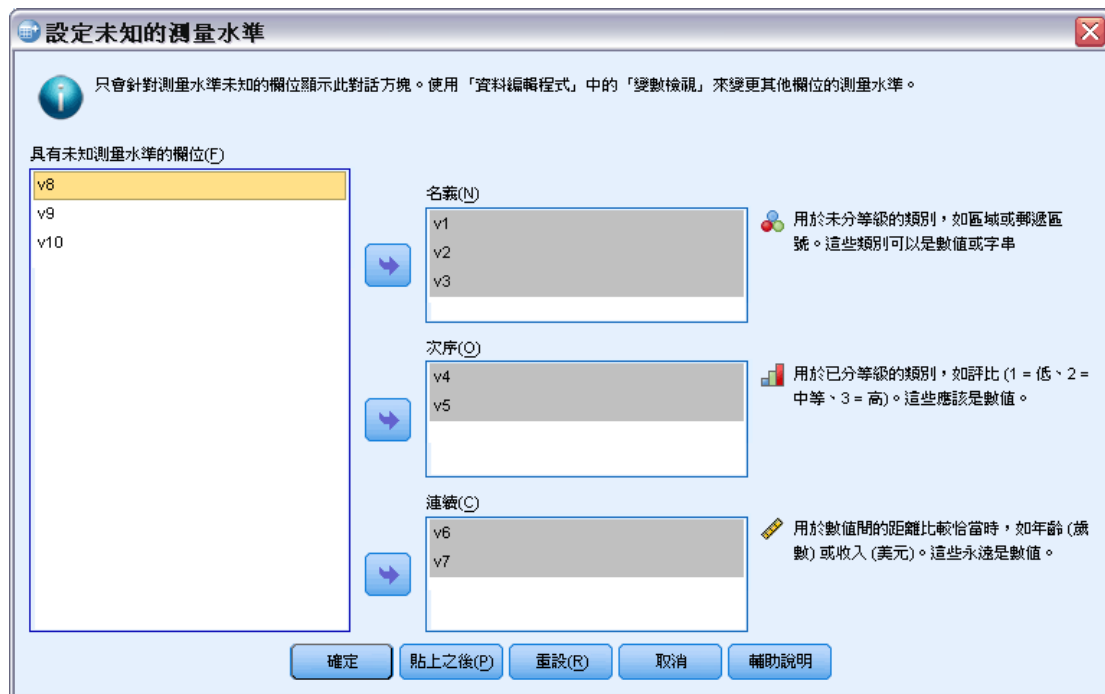 設定未知的測量水準
只會針對測量水準未知的欄位顯示此對話方塊。使用「資料編輯程式」中的「變數檢視」來變更其他欄位的測量水準。
具有未知測量水準的欄位(F)
v8
v9
v10
名義(N)
v1
v2
v3
用於未分等級的類別，如區域或郵遞區
號。這些類別可以是數值或字串
次序(O)
v4
v5
用於已分等級的類別，如評比 (1 = 低、2 =
中等、3 = 高)。這些應該是數值。
連續(C)
v6
v7
用於數值間的距離比較恰當時，如年齡 (歲
數) 或收入 (美元)。這些永遠是數值。
確定
貼上之後(P)
重設(R)
取消
輔助說明